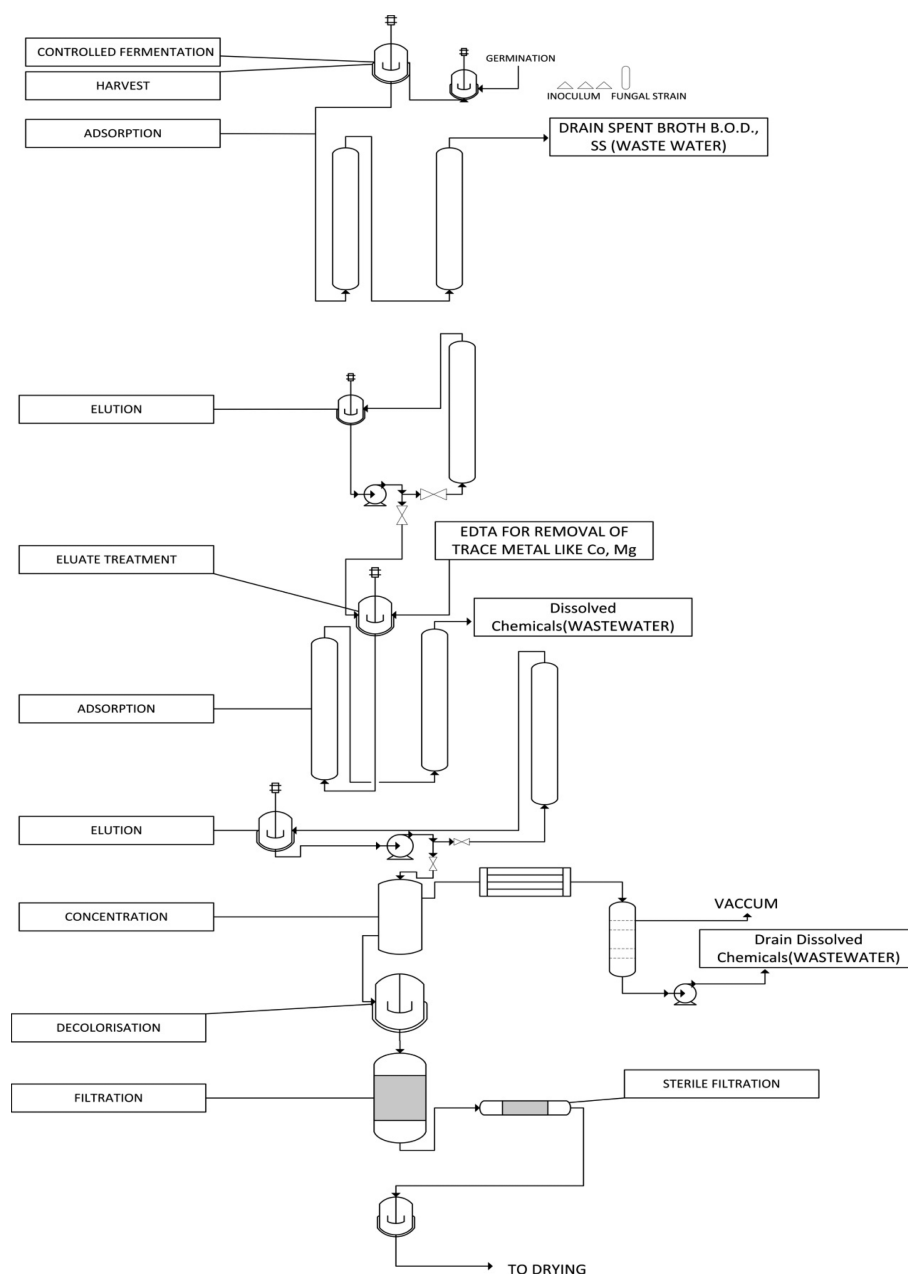 CONTROLLED FERMENTATION
HARVEST
GERMINATION
INOCULUM
FUNGAL STRAIN
ADSORPTION
DRAIN SPENT BROTH B.O.D.,
SS (WASTE WATER)
ELUTION
EDTA FOR REMOVAL OF
TRACE METAL LIKE Co, Mg
ELUATE TREATMENT
Dissolved
Chemicals(WASTEWATER)
ADSORPTION
ELUTION
CONCENTRATION
VACCUM
Drain Dissolved
Chemicals(WASTEWATER)
DECOLORISATION
FILTRATION
STERILE FILTRATION
TO DRYING